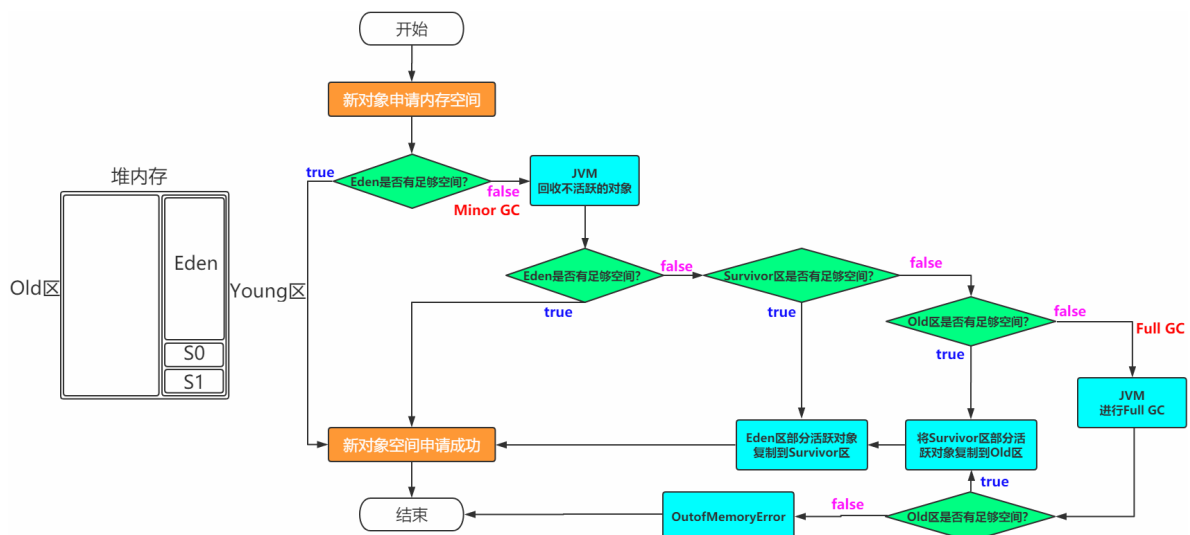 开始
新对象申请内存空间
true
Eden是否有足够空间?
false
Minor GC
JVM
回收不活跃的对象
堆内存
Old区
Eden
S0
S1
Young区
Eden是否有足够空间?
false
true
Survivor区是否有足够空间?
false
true
Old区是否有足够空间?
false
Full GC
true
JVM
进行Full GC
新对象空间申请成功
Eden区部分活跃对象
复制到Survivor区
将Survivor区部分活
跃对象复制到Old区
true
结束
OutofMemoryError
false
Old区是否有足够空间?